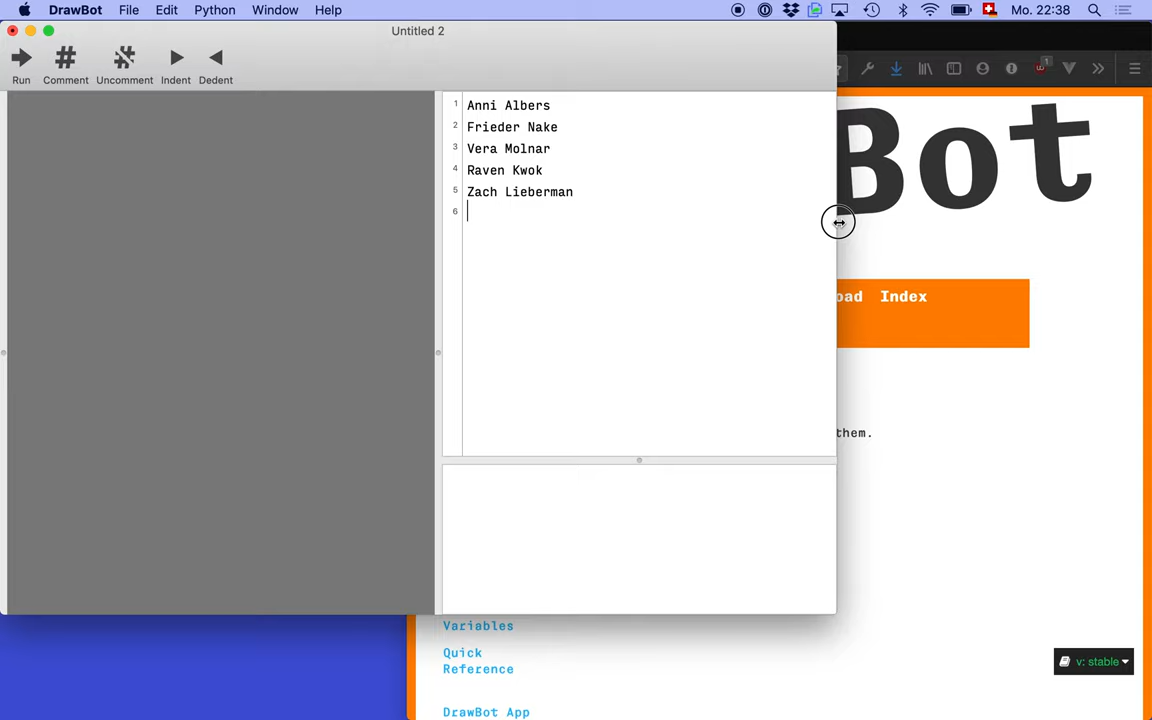 DrawBot File Edit Python Window Help Mo. 22:38
Untitled 2
Run Comment Uncomment Indent Dedent
1 Anni Albers
2 Frieder Nake
3 Vera Molnar
4 Raven Kwok
5 Zach Lieberman
6
Bot
oad Index
them.
Variables
Quick
Reference
v: stable
DrawBot App